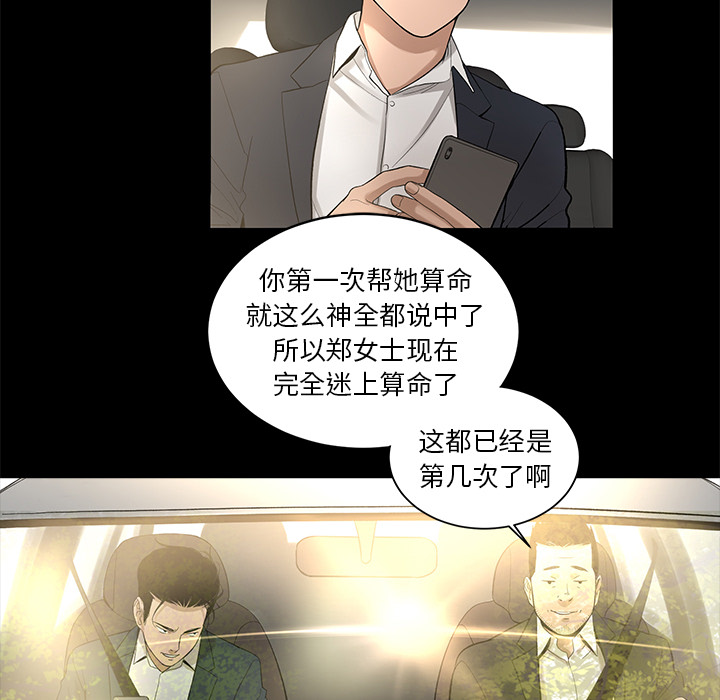 你第一次帮她算命
就这么神全都说中了
所以郑女士现在
完全迷上算命了
这都已经是
第几次了啊